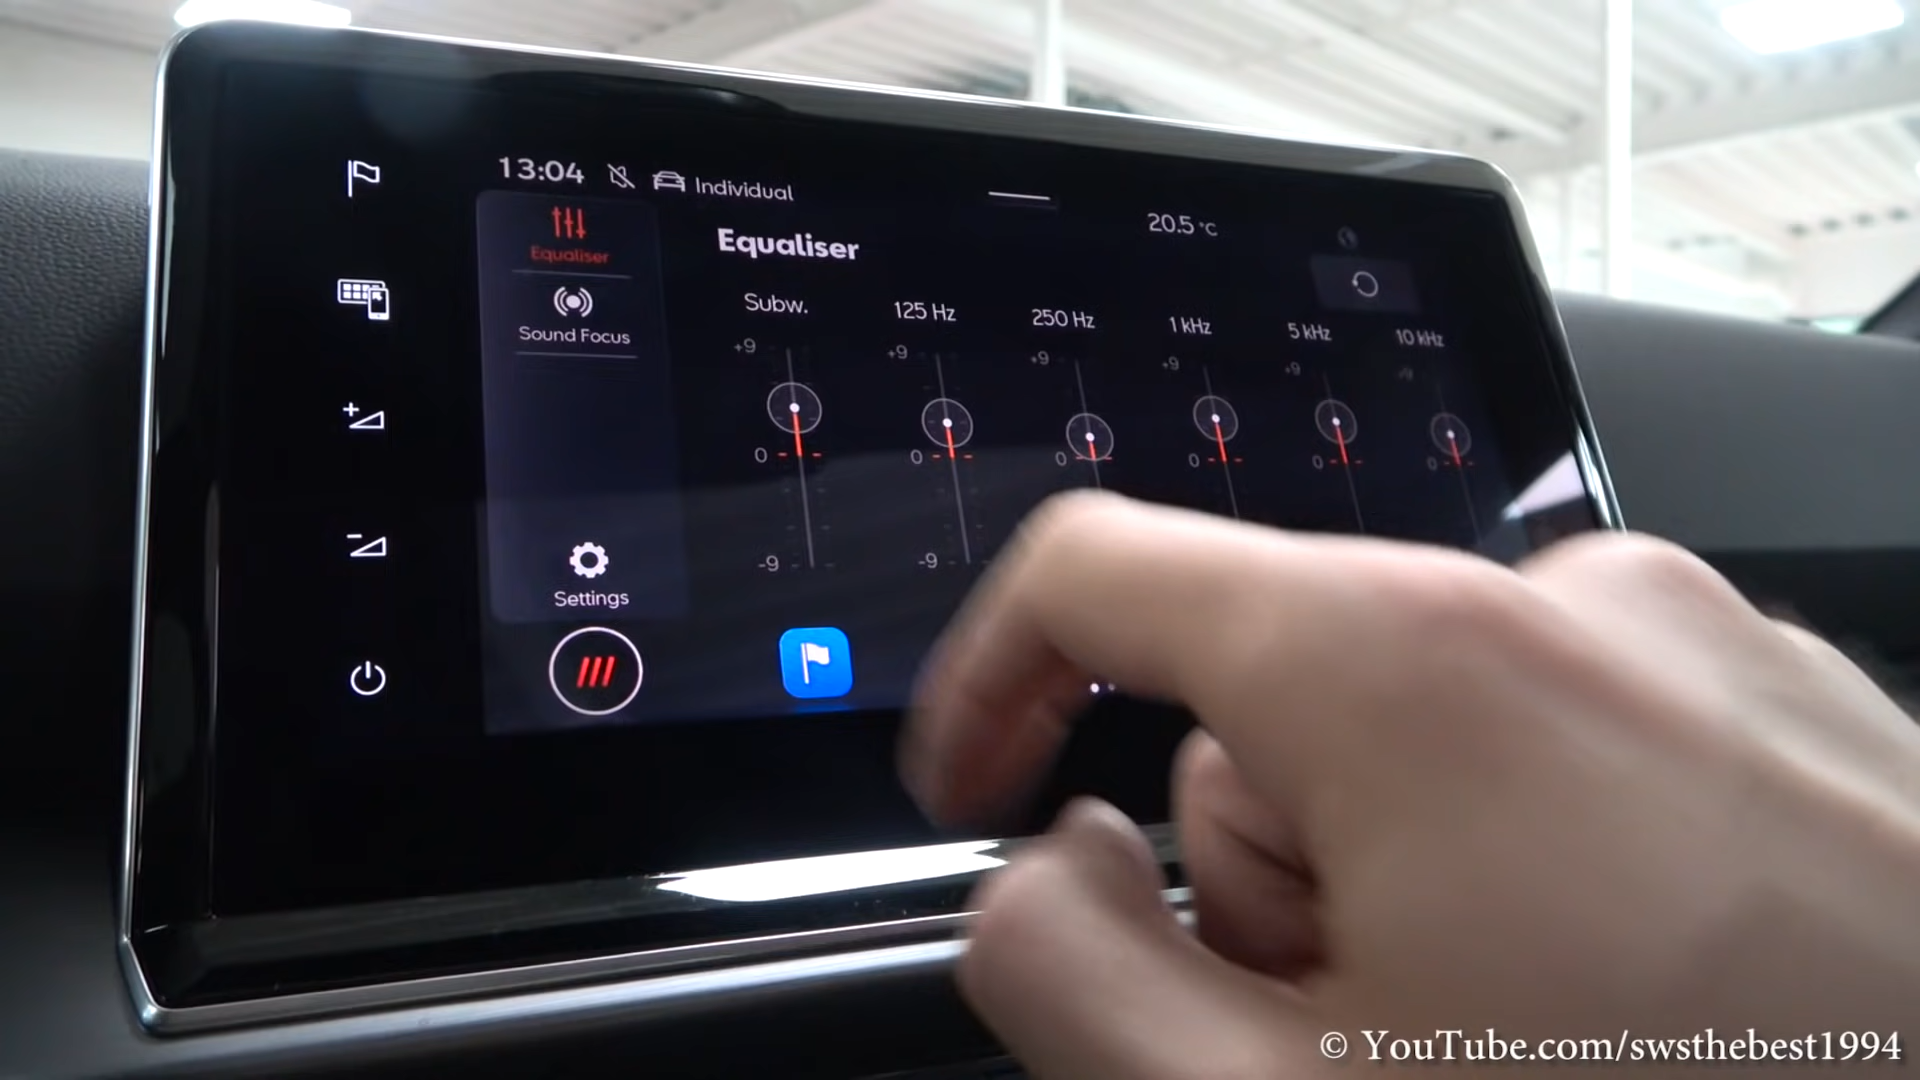 13:04 Individual
20.5 °C
Equaliser
Equaliser
Sound Focus
Settings
Subw. 125 Hz 250 Hz 1 kHz 5 kHz 10 kHz
+9 +9 +9 +9 +9 +9
0 0 0 0 0 0
-9 -9
© YouTube.com/swsthebest1994